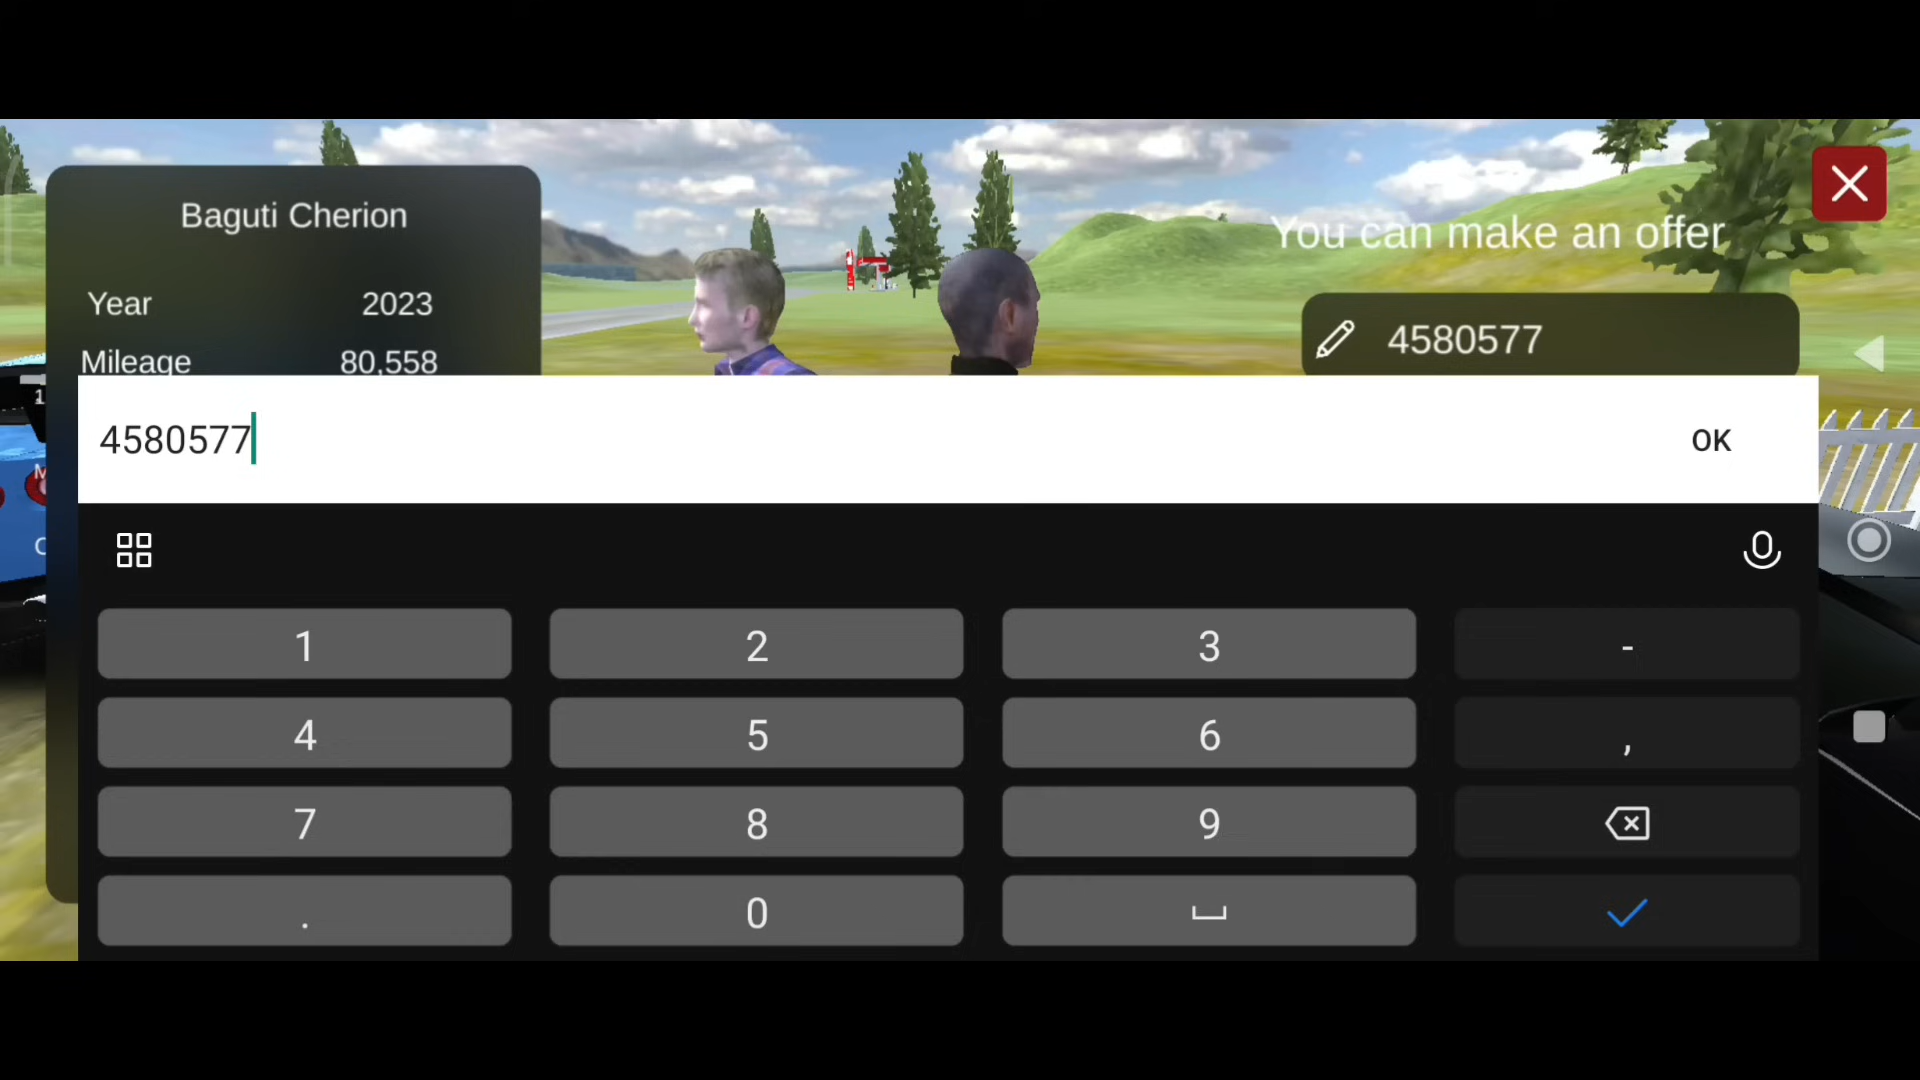 Baguti Cherion
Year 2023
Mileage 80,558
You can make an offer
4580577
4580577
OK
1 2 3 -
4 5 6 ,
7 8 9
. 0